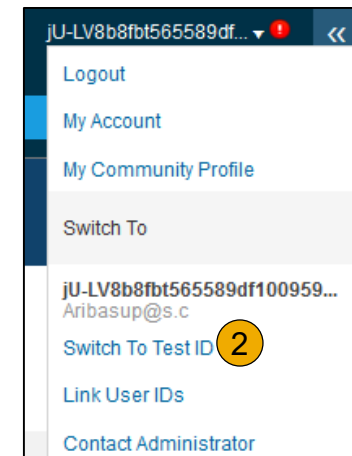 jU-LV8b8fbt565589df... ▾ ! «
Logout
My Account
My Community Profile
Switch To
jU-LV8b8fbt565589df100959...
Aribasup@s.c
Switch To Test ID 2
Link User IDs
Contact Administrator